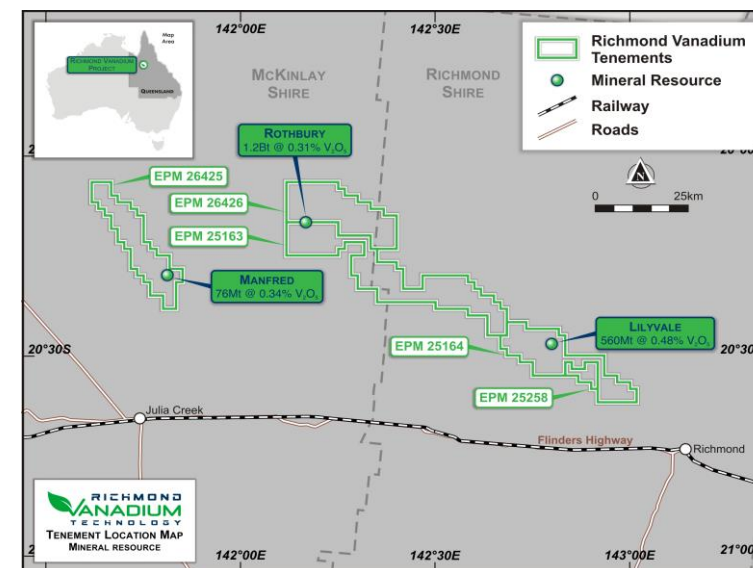 142°00E
142°30E
Map
Area
RICHMOND VANADIUM
PROJECT
QUEENSLAND
MCKINLAY
SHIRE
RICHMOND
SHIRE
Richmond Vanadium
Tenements
Mineral Resource
Railway
Roads
N
0
25km
ROTHBURY
1.2Bt @ 0.31% V₂O₅
EPM 26425
EPM 26426
EPM 25163
MANFRED
76Mt @ 0.34% V₂O₅
LILYVALE
560Mt @ 0.48% V₂O₅
EPM 25164
EPM 25258
20°30S
20°30
Julia Creek
Flinders Highway
Richmond
RICHMOND
VANADIUM
TECHNOLOGY
TENEMENT LOCATION MAP
MINERAL RESOURCE
142°00E
142°30E
143°00E
21°00